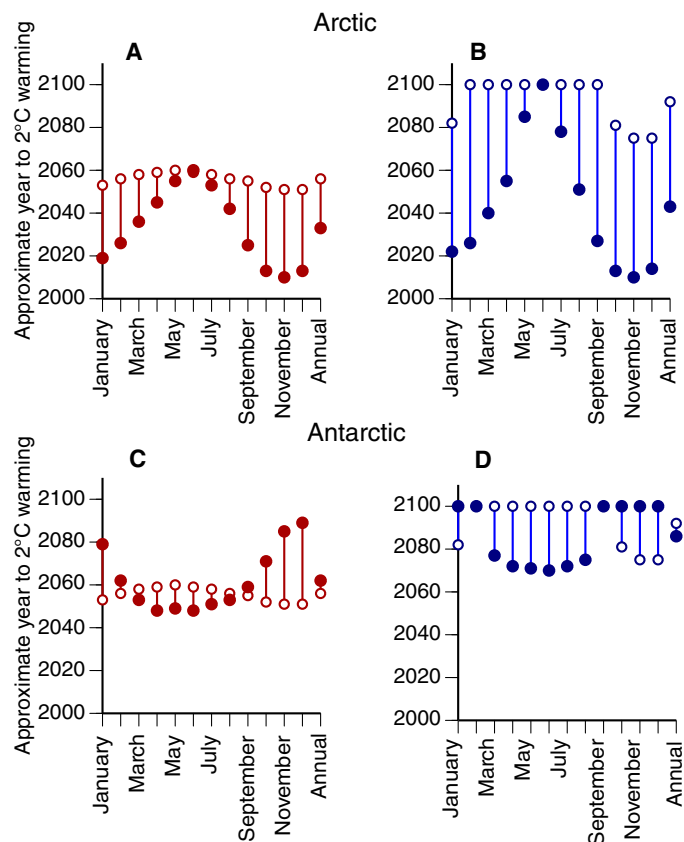 Arctic
A
B
Approximate year to 2°C warming
2100
2080
2060
2040
2020
2000
January
March
May
July
September
November
Annual
2100
2080
2060
2040
2020
2000
January
March
May
July
September
November
Annual
Antarctic
C
D
Approximate year to 2°C warming
2100
2080
2060
2040
2020
2000
January
March
May
July
September
November
Annual
2100
2080
2060
2040
2020
2000
January
March
May
July
September
November
Annual